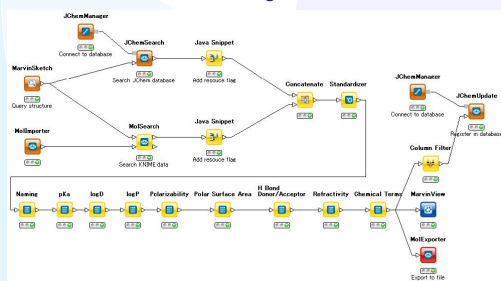 JChemManager
Connect to database
JChemSearch
Search JChem database
Java Snippet
Add resouce flag
MarvinSketch
Query structure
MolImporter
MolSearch
Search KNIME data
Java Snippet
Add resouce flag
Concatenate
Standardizer
JChemManager
Connect to database
JChemUpdate
Register in database
Column Filter
Naming
pKa
logD
logP
Polarizability
Polar Surface Area
H Bond
Donor/Acceptor
Refractivity
Chemical Terms
MarvinView
MolExporter
Export to file